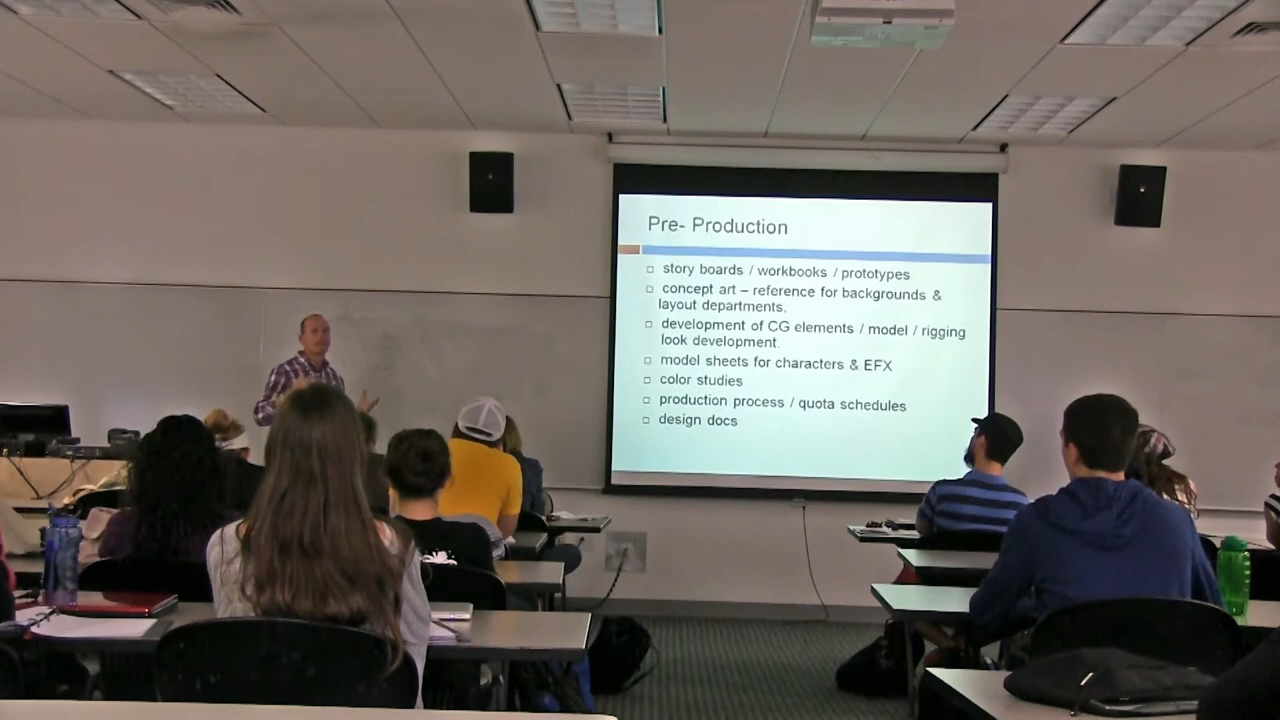 Pre- Production
story boards / workbooks / prototypes
concept art – reference for backgrounds &
layout departments.
development of CG elements / model / rigging
look development.
model sheets for characters & EFX
color studies
production process / quota schedules
design docs